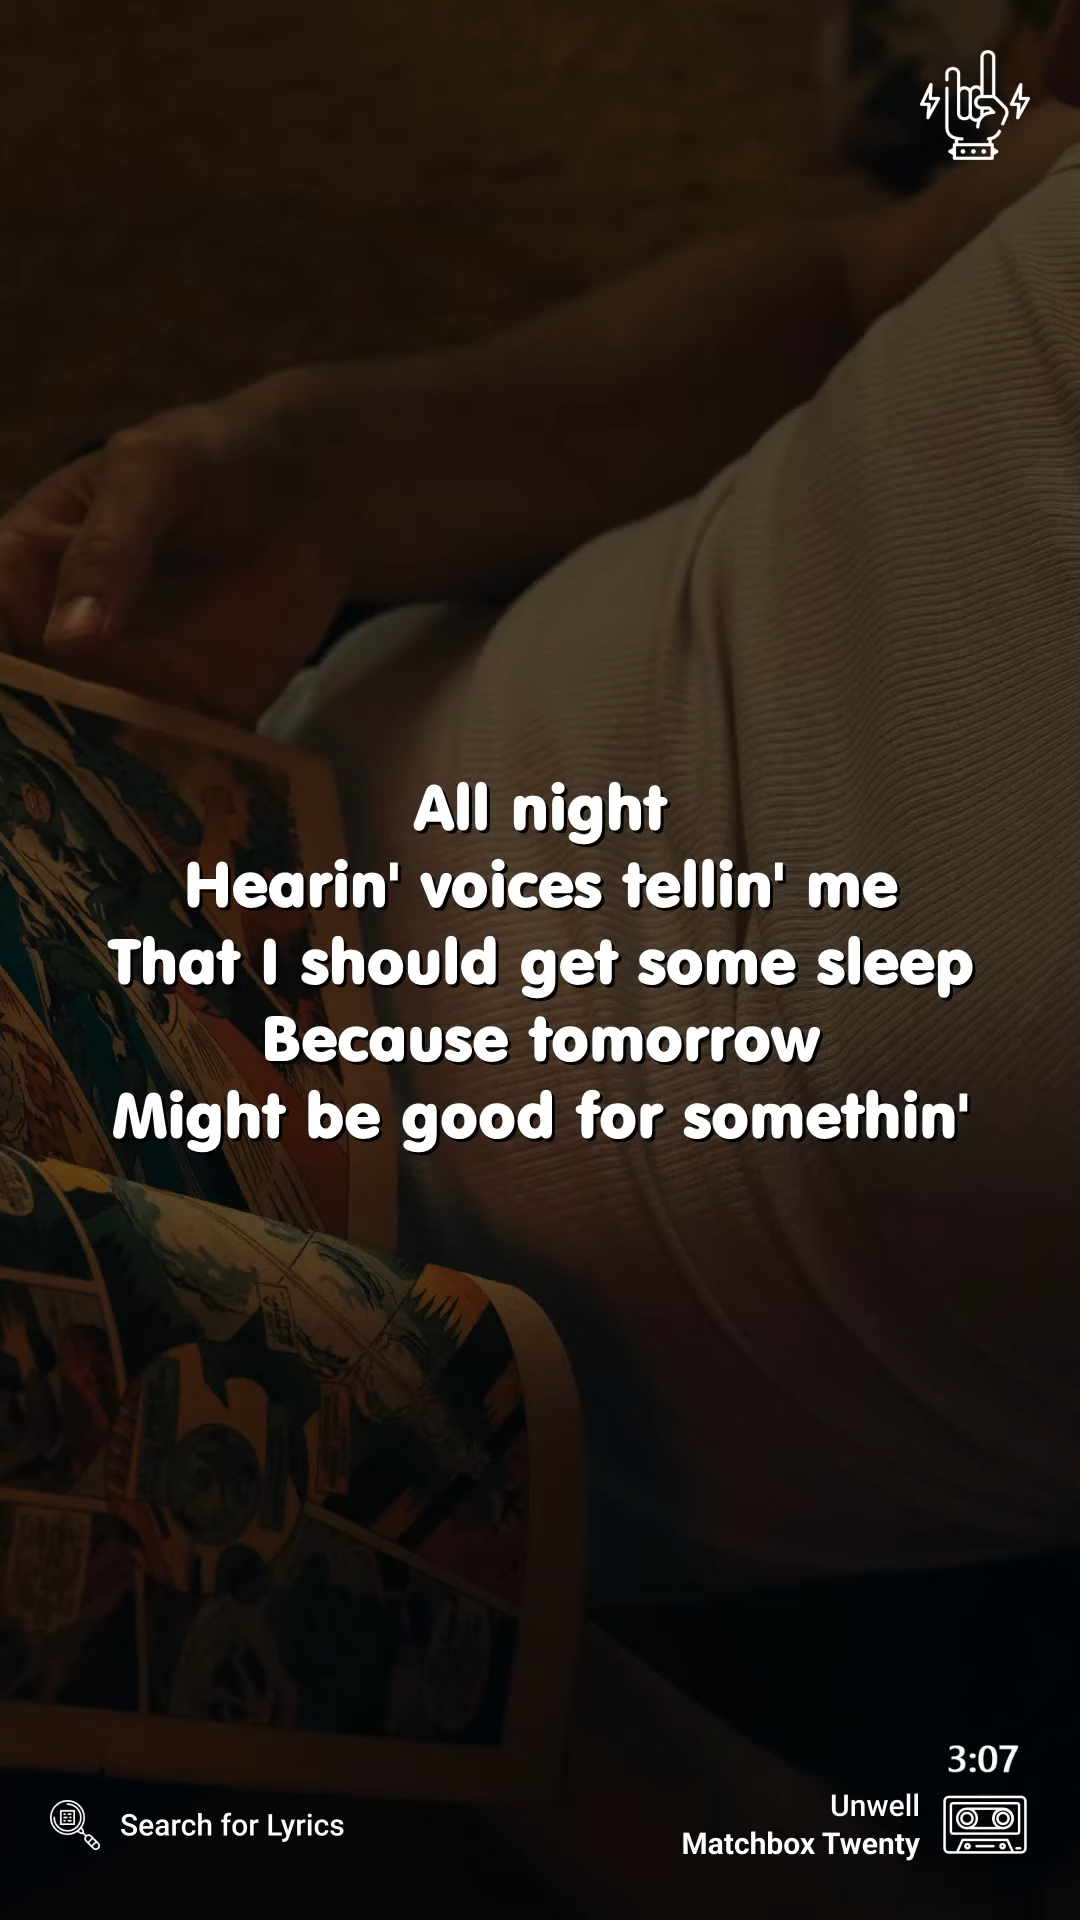 All night
Hearin' voices tellin' me
That I should get some sleep
Because tomorrow
Might be good for somethin'
3:07
Unwell
Search for Lyrics
Matchbox Twenty